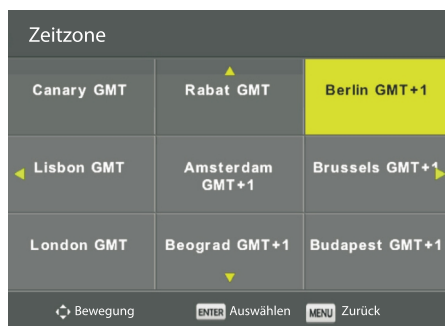 Zeitzone
Canary GMT
Rabat GMT
Berlin GMT+1
Lisbon GMT
Amsterdam
GMT+1
Brussels GMT+1
London GMT
Beograd GMT+1
Budapest GMT+1
Bewegung
ENTER Auswählen
MENU Zurück